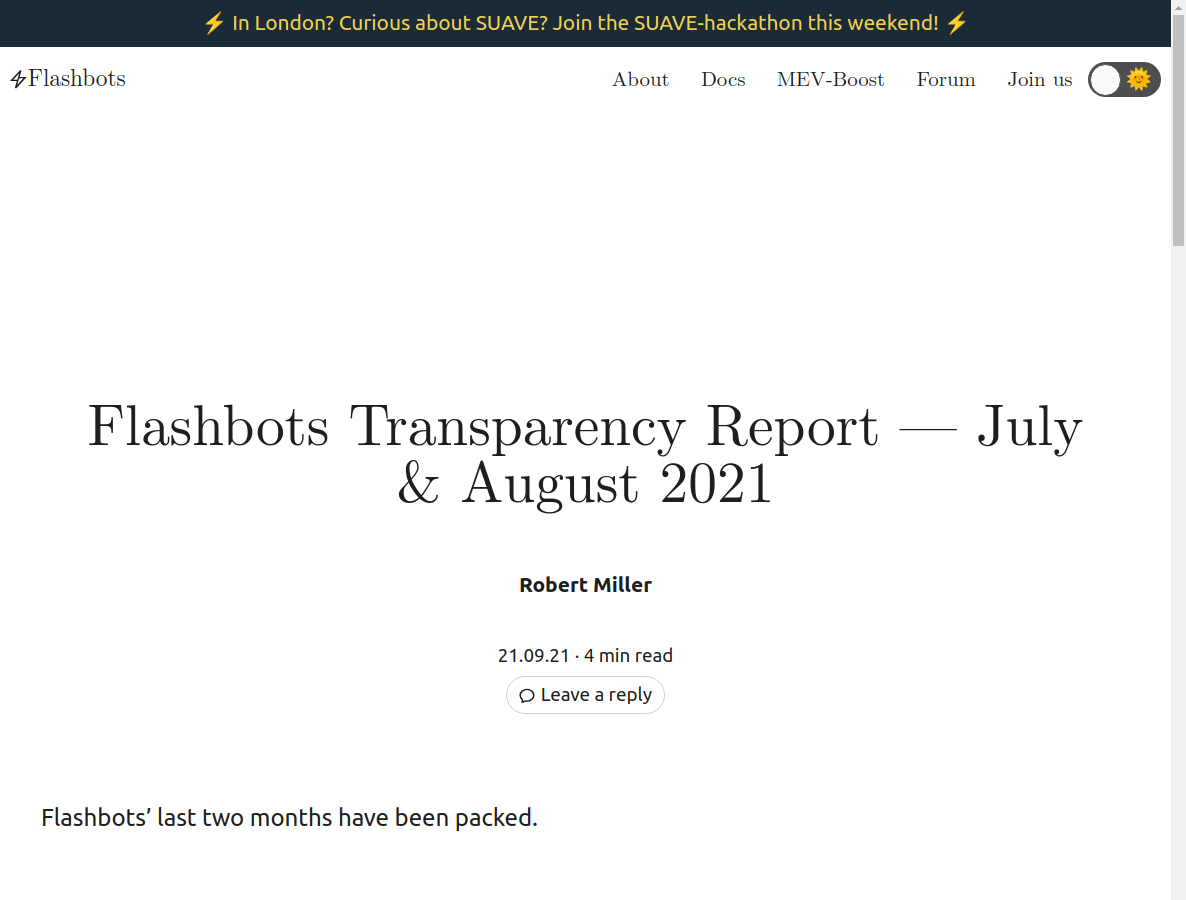 ⚡ In London? Curious about SUAVE? Join the SUAVE-hackathon this weekend! ⚡
Flashbots
About
Docs
MEV-Boost
Forum
Join us
Flashbots Transparency Report — July
& August 2021
Robert Miller
21.09.21 · 4 min read
Leave a reply
Flashbots’ last two months have been packed.